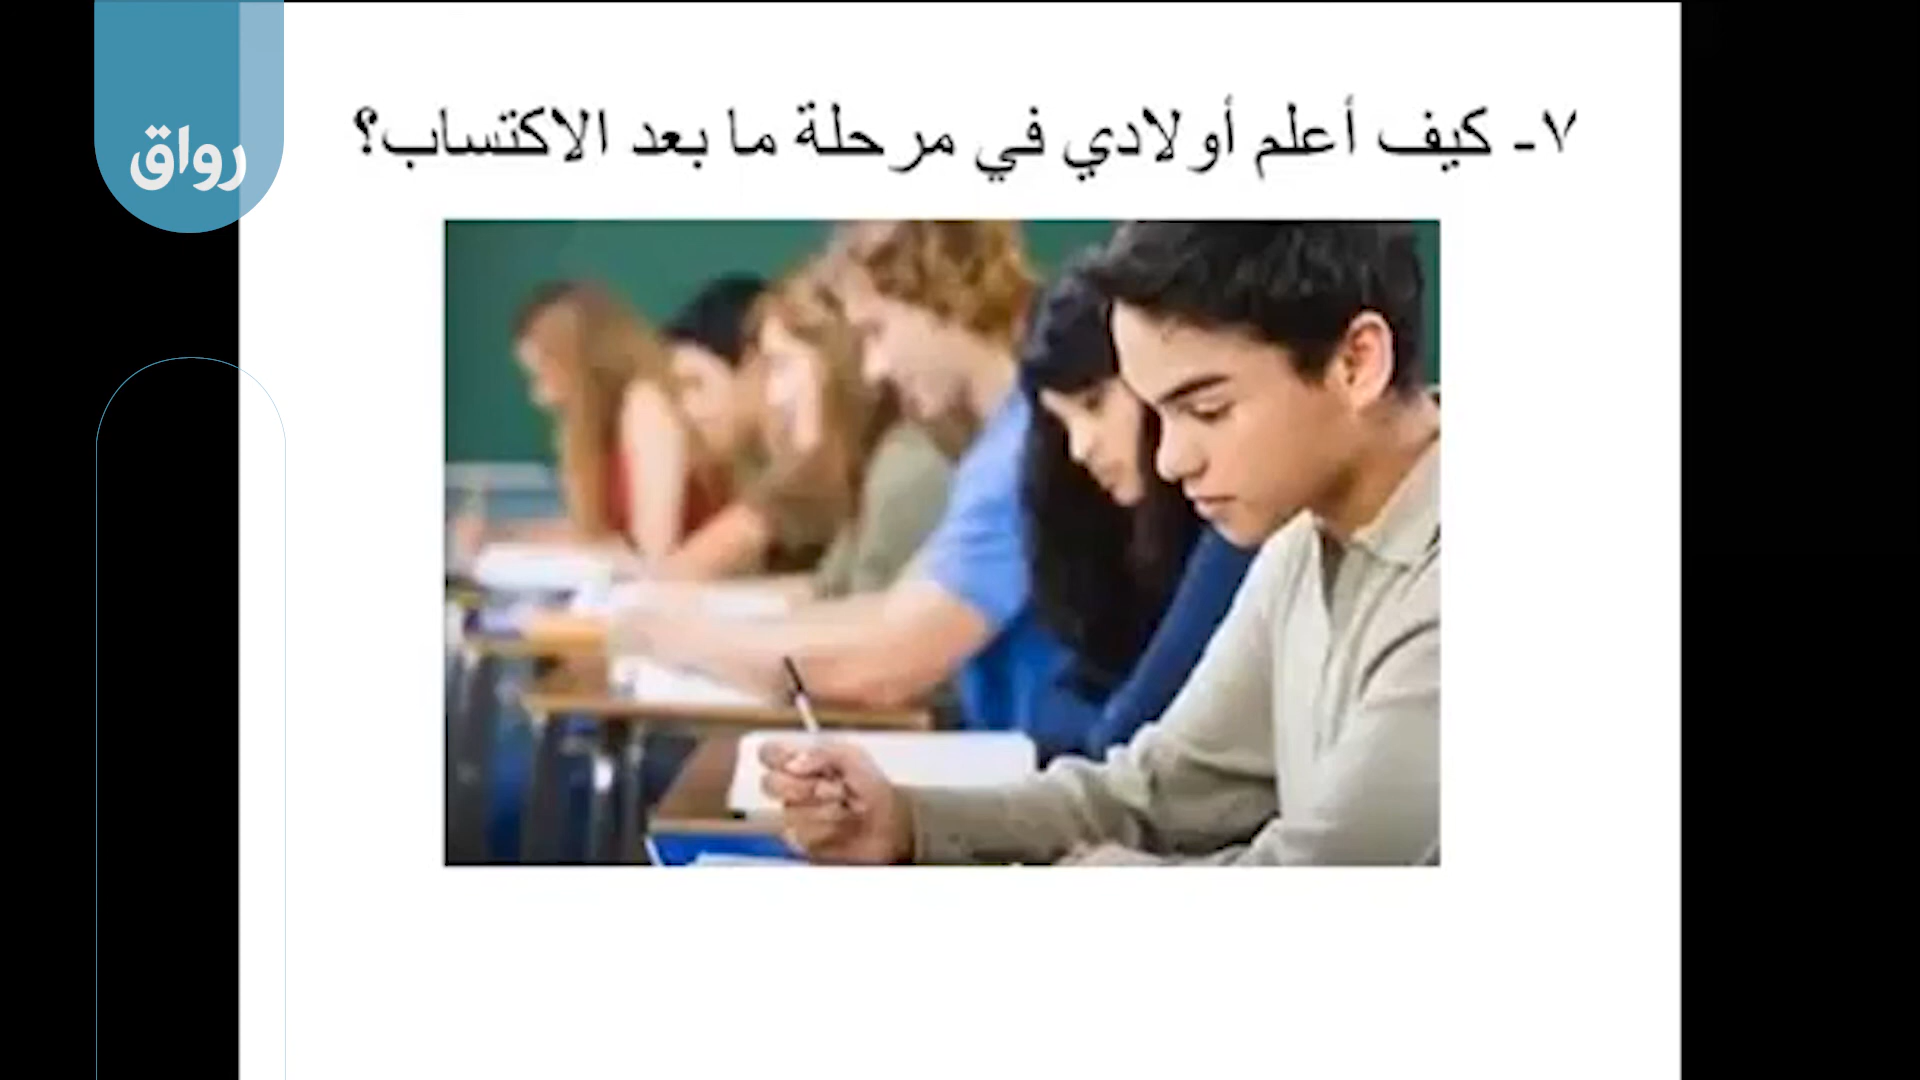 رواق
٧- كيف أعلم أولادي في مرحلة ما بعد الاكتساب؟